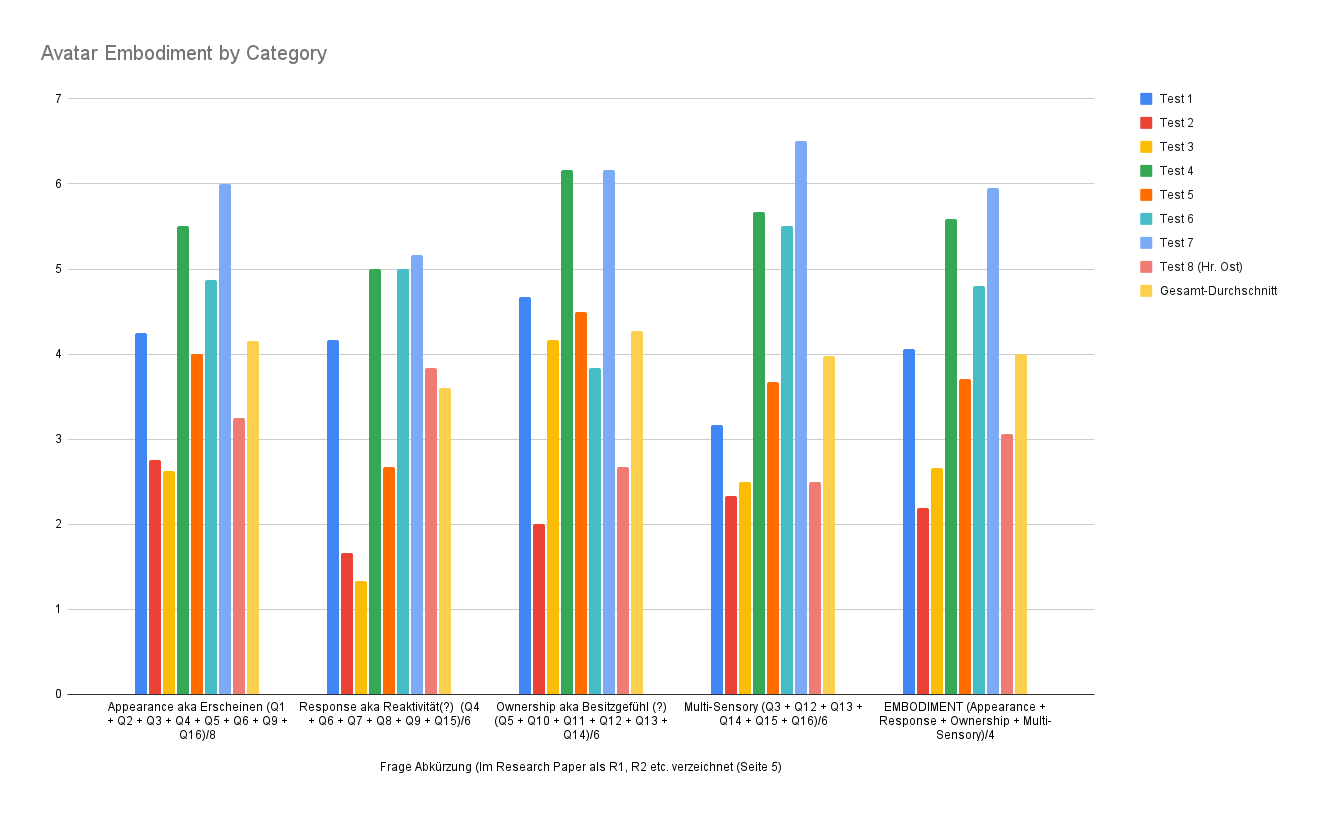 Avatar Embodiment by Category
7
6
5
4
3
2
1
0
Test 1
Test 2
Test 3
Test 4
Test 5
Test 6
Test 7
Test 8 (Hr. Ost)
Gesamt-Durchschnitt
Appearance aka Erscheinen (Q1
+ Q2 + Q3 + Q4 + Q5 + Q6 + Q9 +
Q16)/8
Response aka Reaktivität(?) (Q4
+ Q6 + Q7 + Q8 + Q9 + Q15)/6
Ownership aka Besitzgefühl (?)
(Q5 + Q10 + Q11 + Q12 + Q13 +
Q14)/6
Multi-Sensory (Q3 + Q12 + Q13 +
Q14 + Q15 + Q16)/6
EMBODIMENT (Appearance +
Response + Ownership + Multi-
Sensory)/4
Frage Abkürzung (Im Research Paper als R1, R2 etc. verzeichnet (Seite 5)